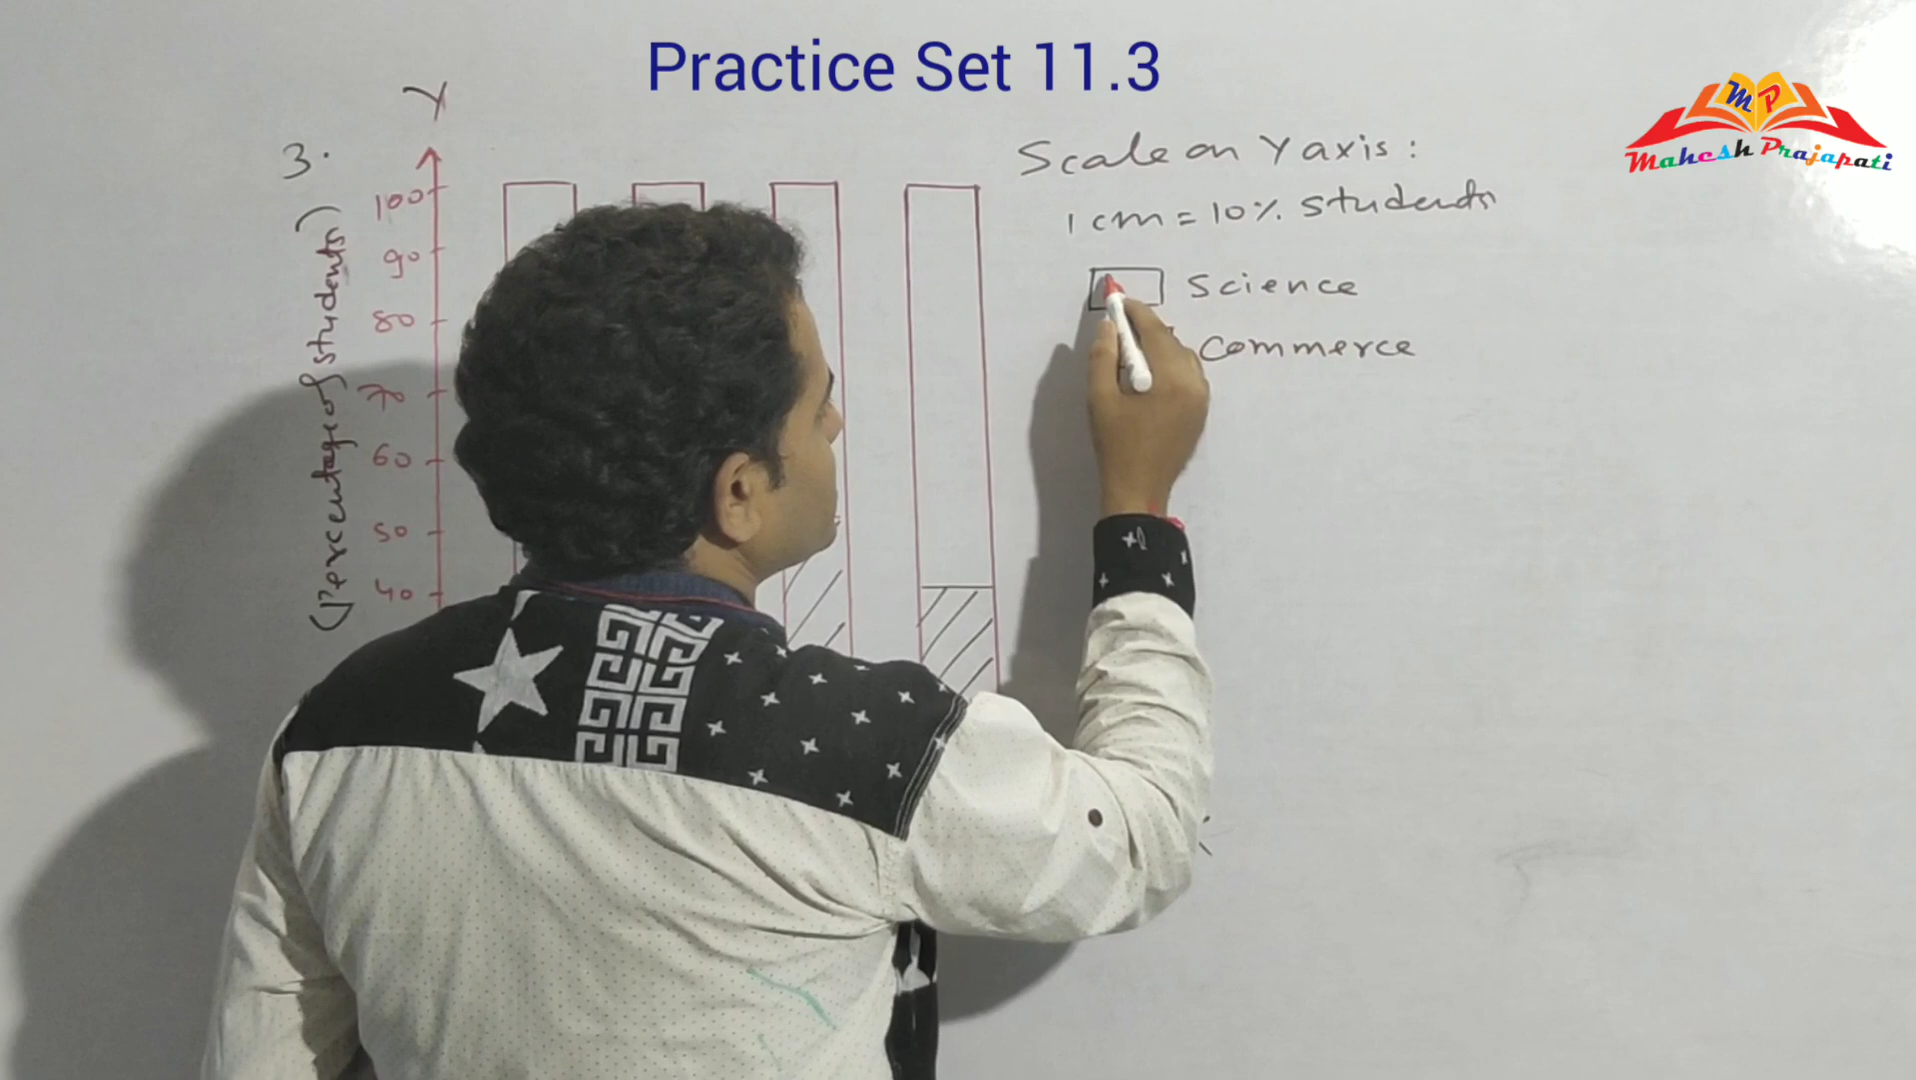 Practice Set 11.3
MP
Mahesh Prajapati
3.
Y
(Percentage of students)
100
90
80
70
60
50
40
Scale on Y axis :
1 cm = 10% students
Science
Commerce